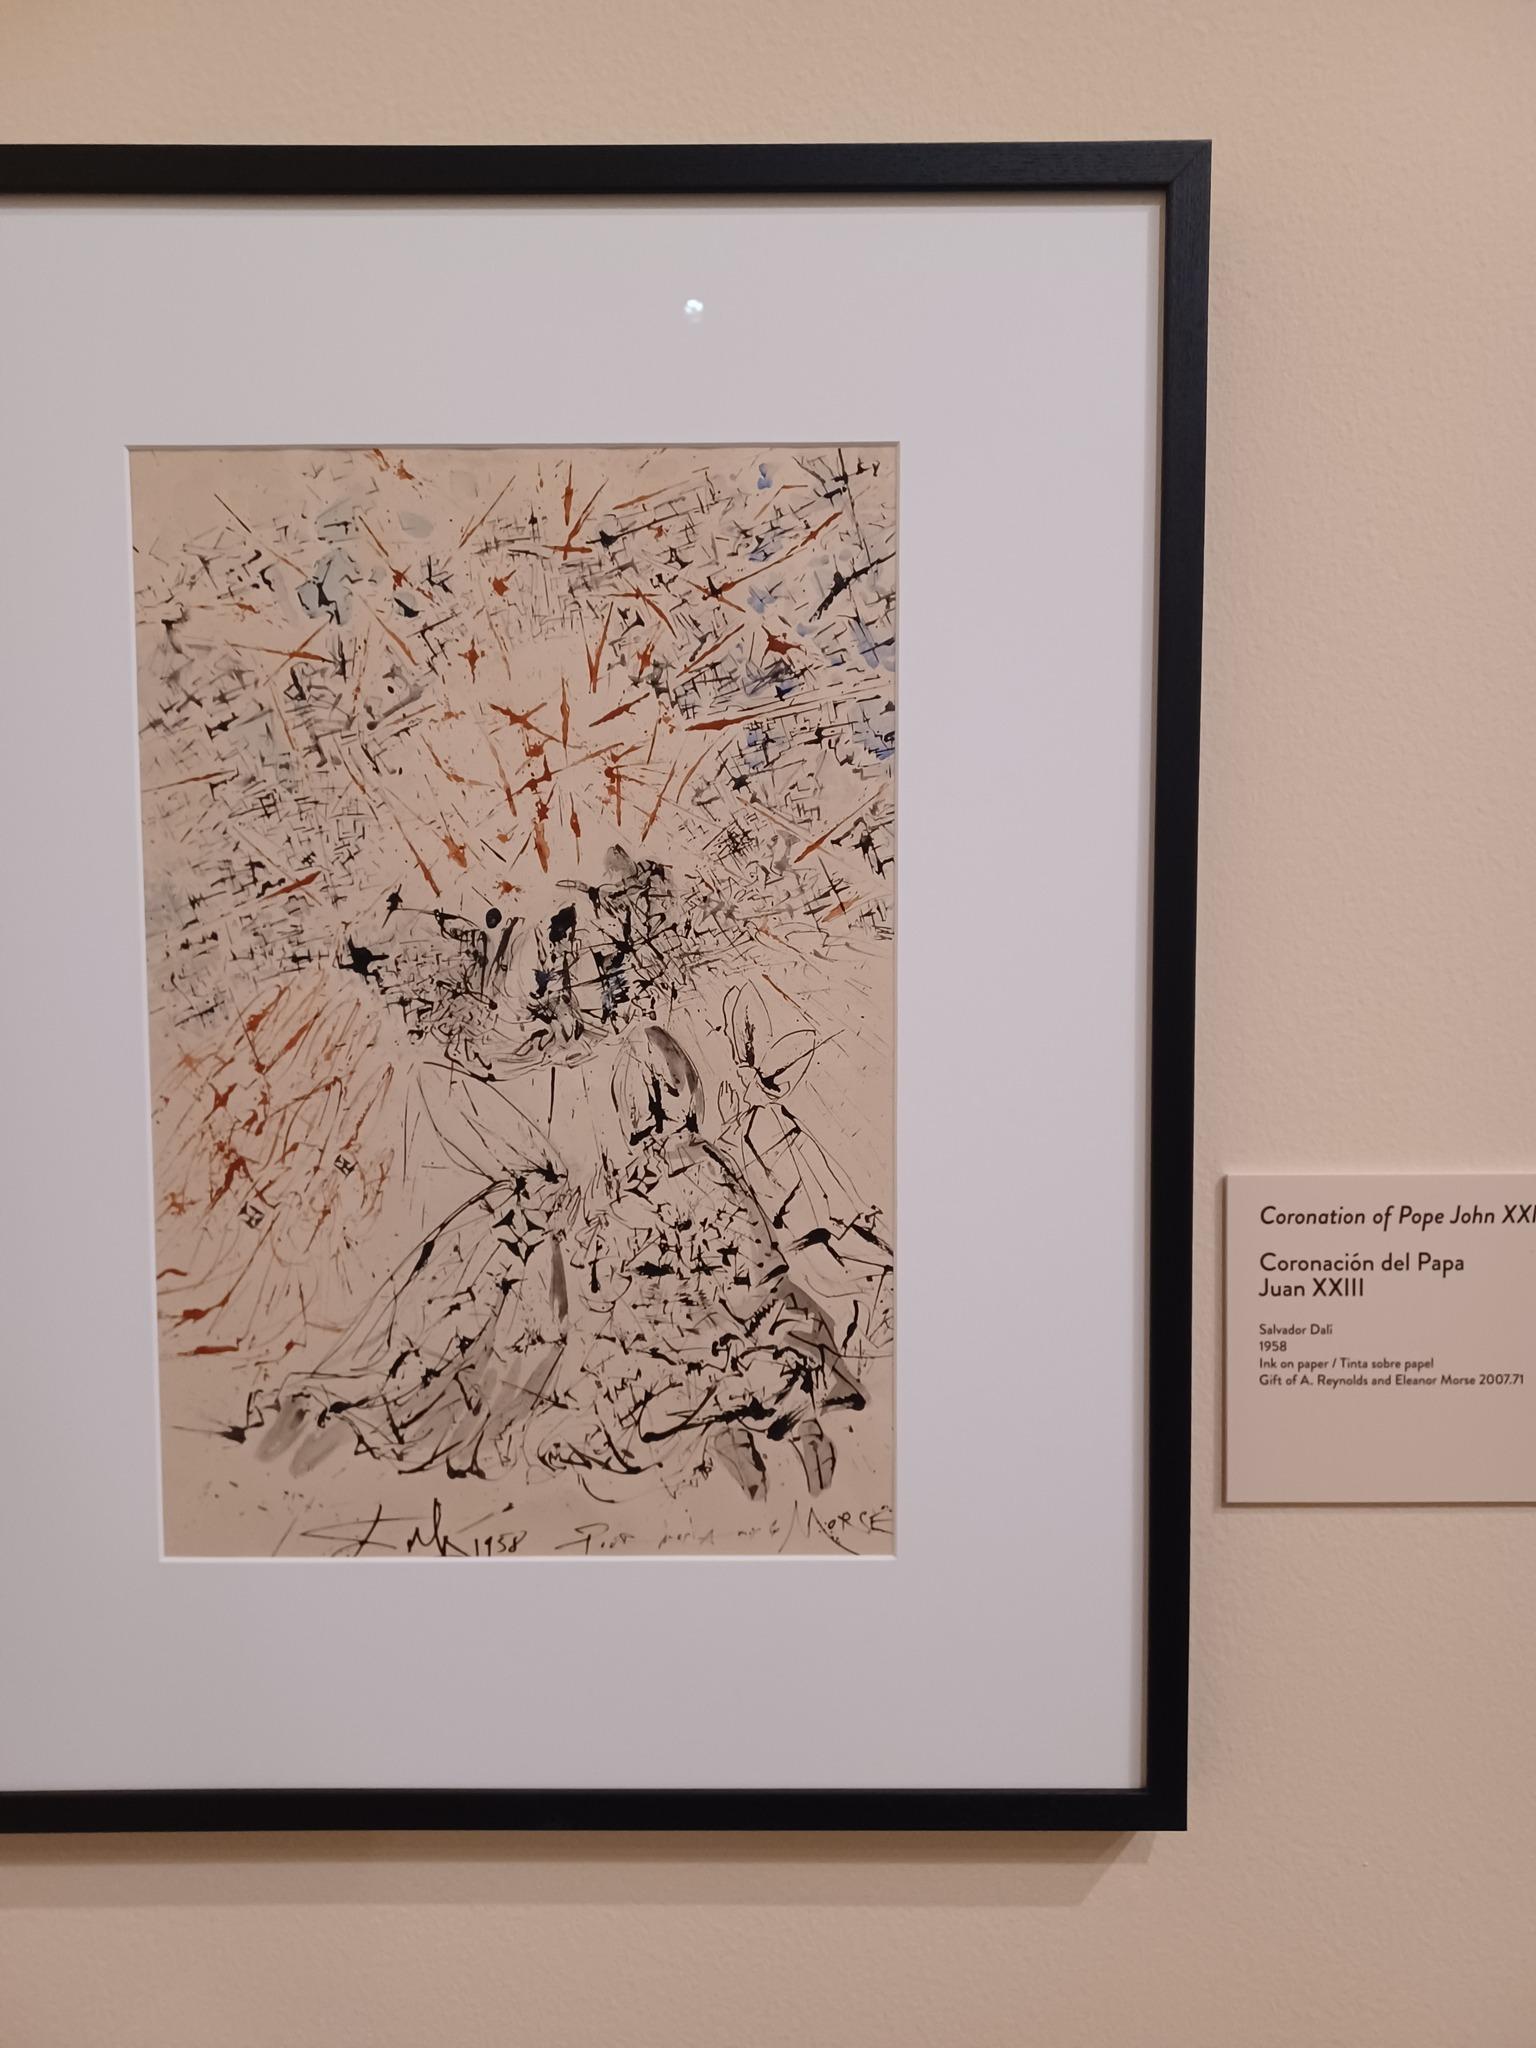 1958 MORSE
Coronation of Pope John XXI
Coronación del Papa
Juan XXIII
Salvador Dalí
1958
Ink on paper / Tinta sobre papel
Gift of A. Reynolds and Eleanor Morse 2007.71